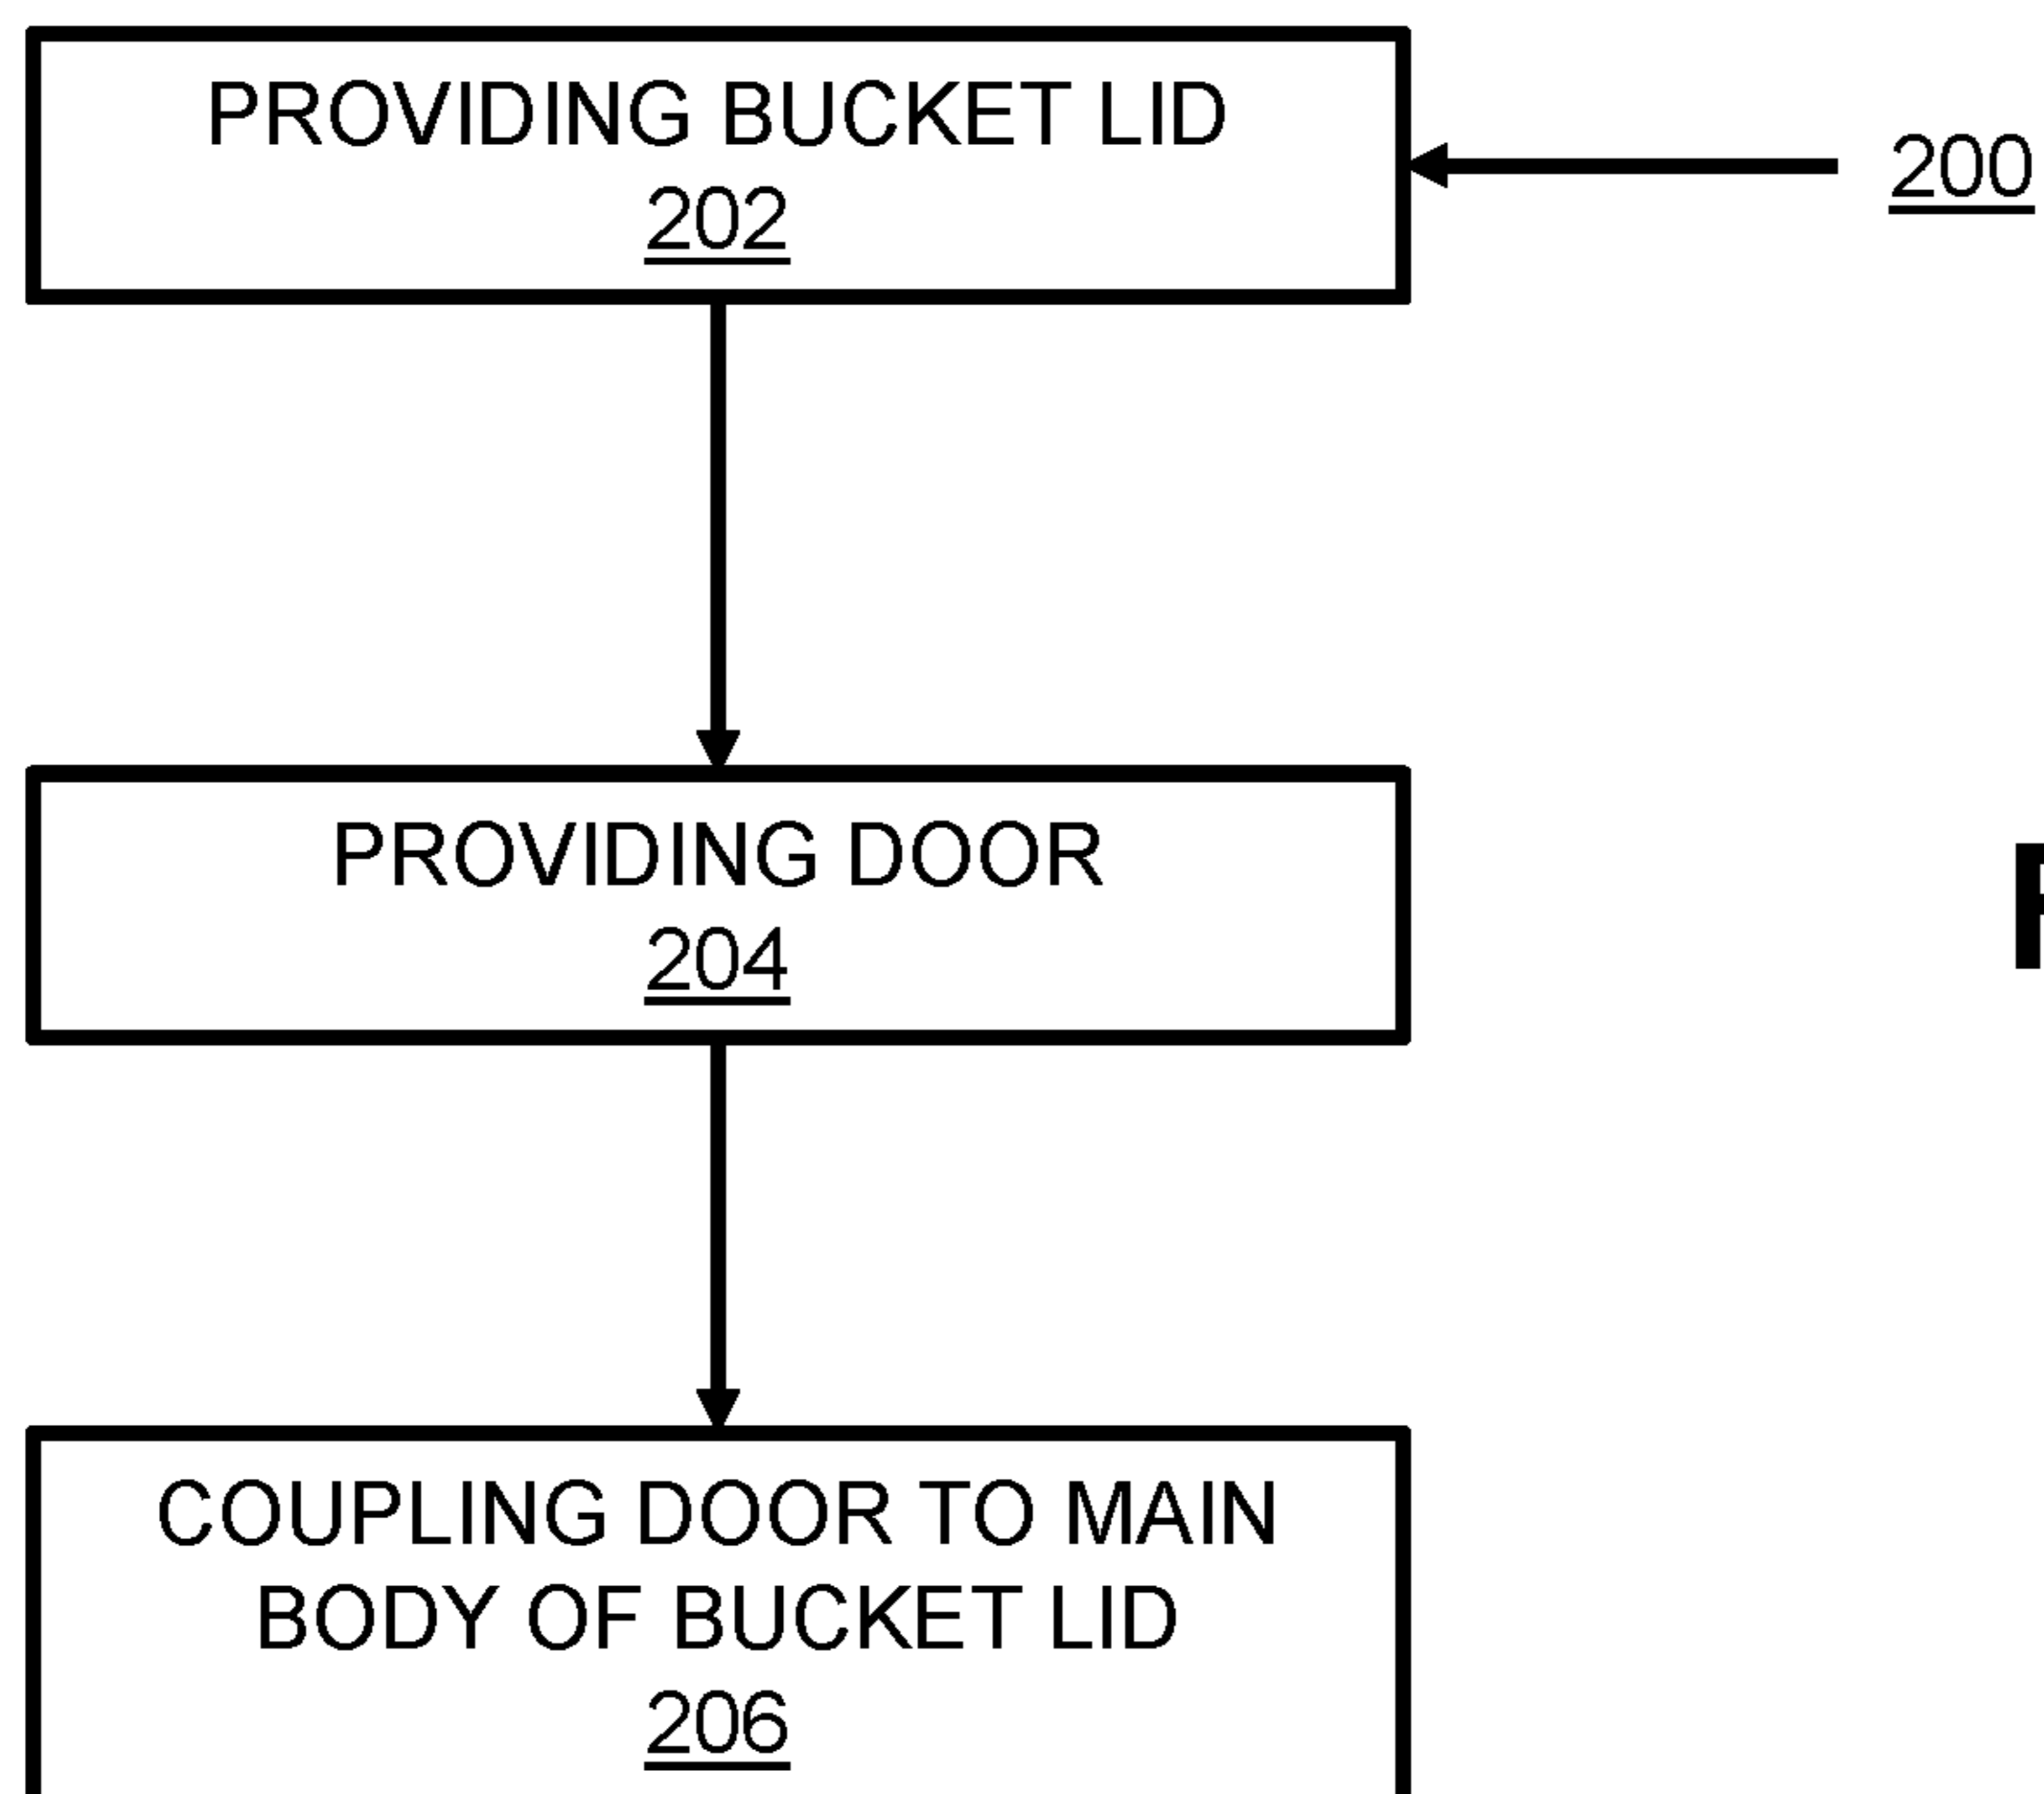 PROVIDING BUCKET LID
202
200
PROVIDING DOOR
204
COUPLING DOOR TO MAIN
BODY OF BUCKET LID
206